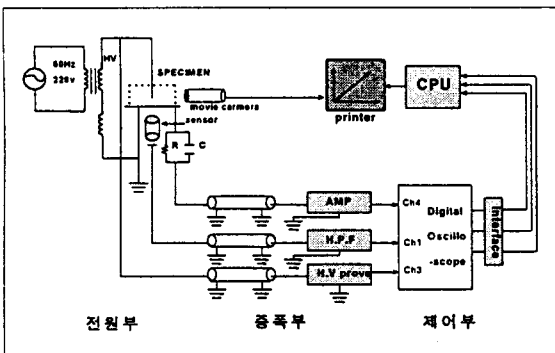 60Hz
220v
HV
SPECIMEN
movie carmera
sensor
R
C
printer
CPU
AMP
H.P.F
H.V prove
Ch4
Ch1
Ch3
Digital
Oscillo
-scope
Interface
전원부
증폭부
제어부